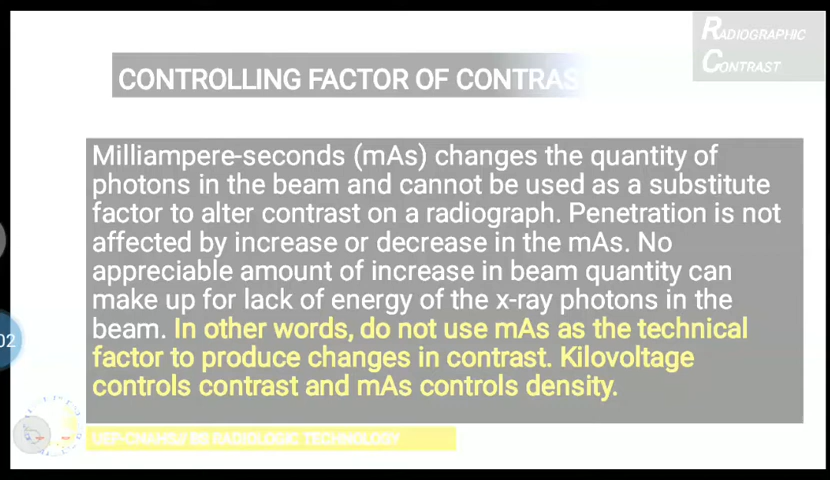 RADIOGRAPHIC
CONTRAST
CONTROLLING FACTOR OF CONTRAS
Milliampere-seconds (mAs) changes the quantity of
photons in the beam and cannot be used as a substitute
factor to alter contrast on a radiograph. Penetration is not
affected by increase or decrease in the mAs. No
appreciable amount of increase in beam quantity can
make up for lack of energy of the x-ray photons in the
beam. In other words, do not use mAs as the technical
factor to produce changes in contrast. Kilovoltage
controls contrast and mAs controls density.
02
UEP-CNAHS// BS RADIOLOGIC TECHNOLOGY